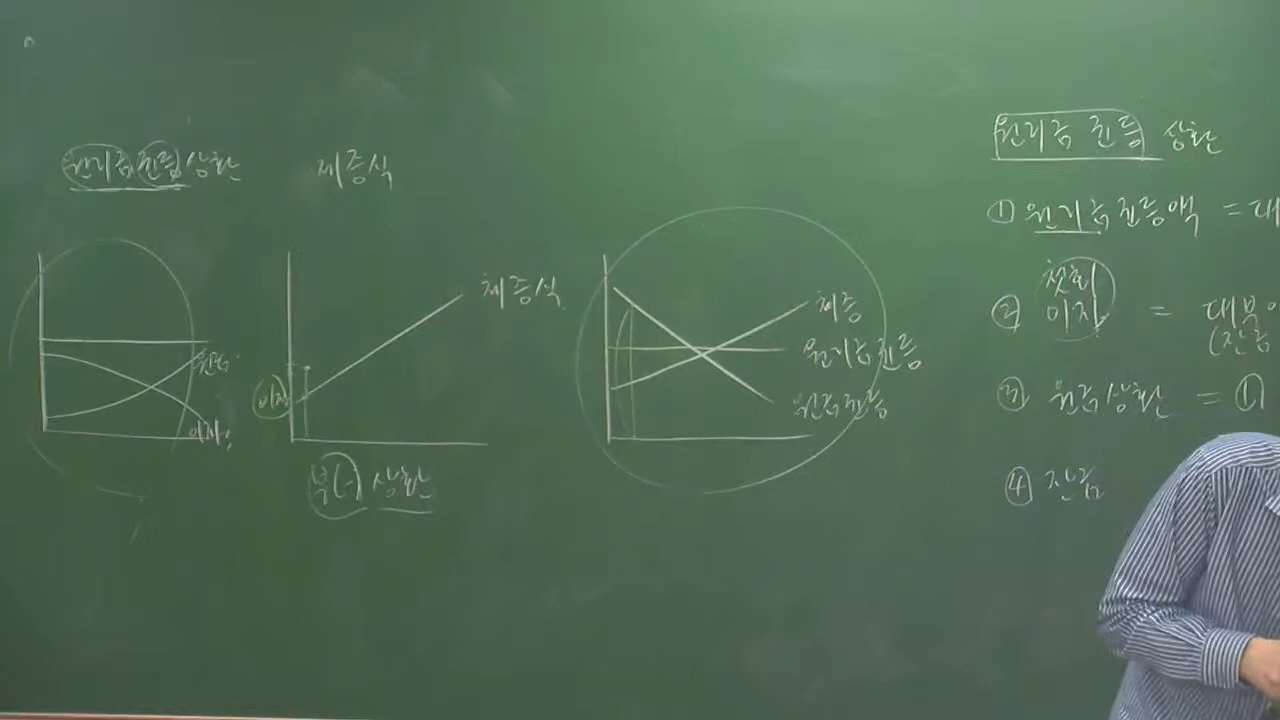 원리금 균등 상환
체증식
원금
이자
이자
체증식
부(-) 상환
체증
원리금 균등
원금균등
원리금 균등 상환
① 원리금균등액 = 대
② 첫회 이자 = 대부
(잔금
③ 원금상환 = ①
④ 잔금